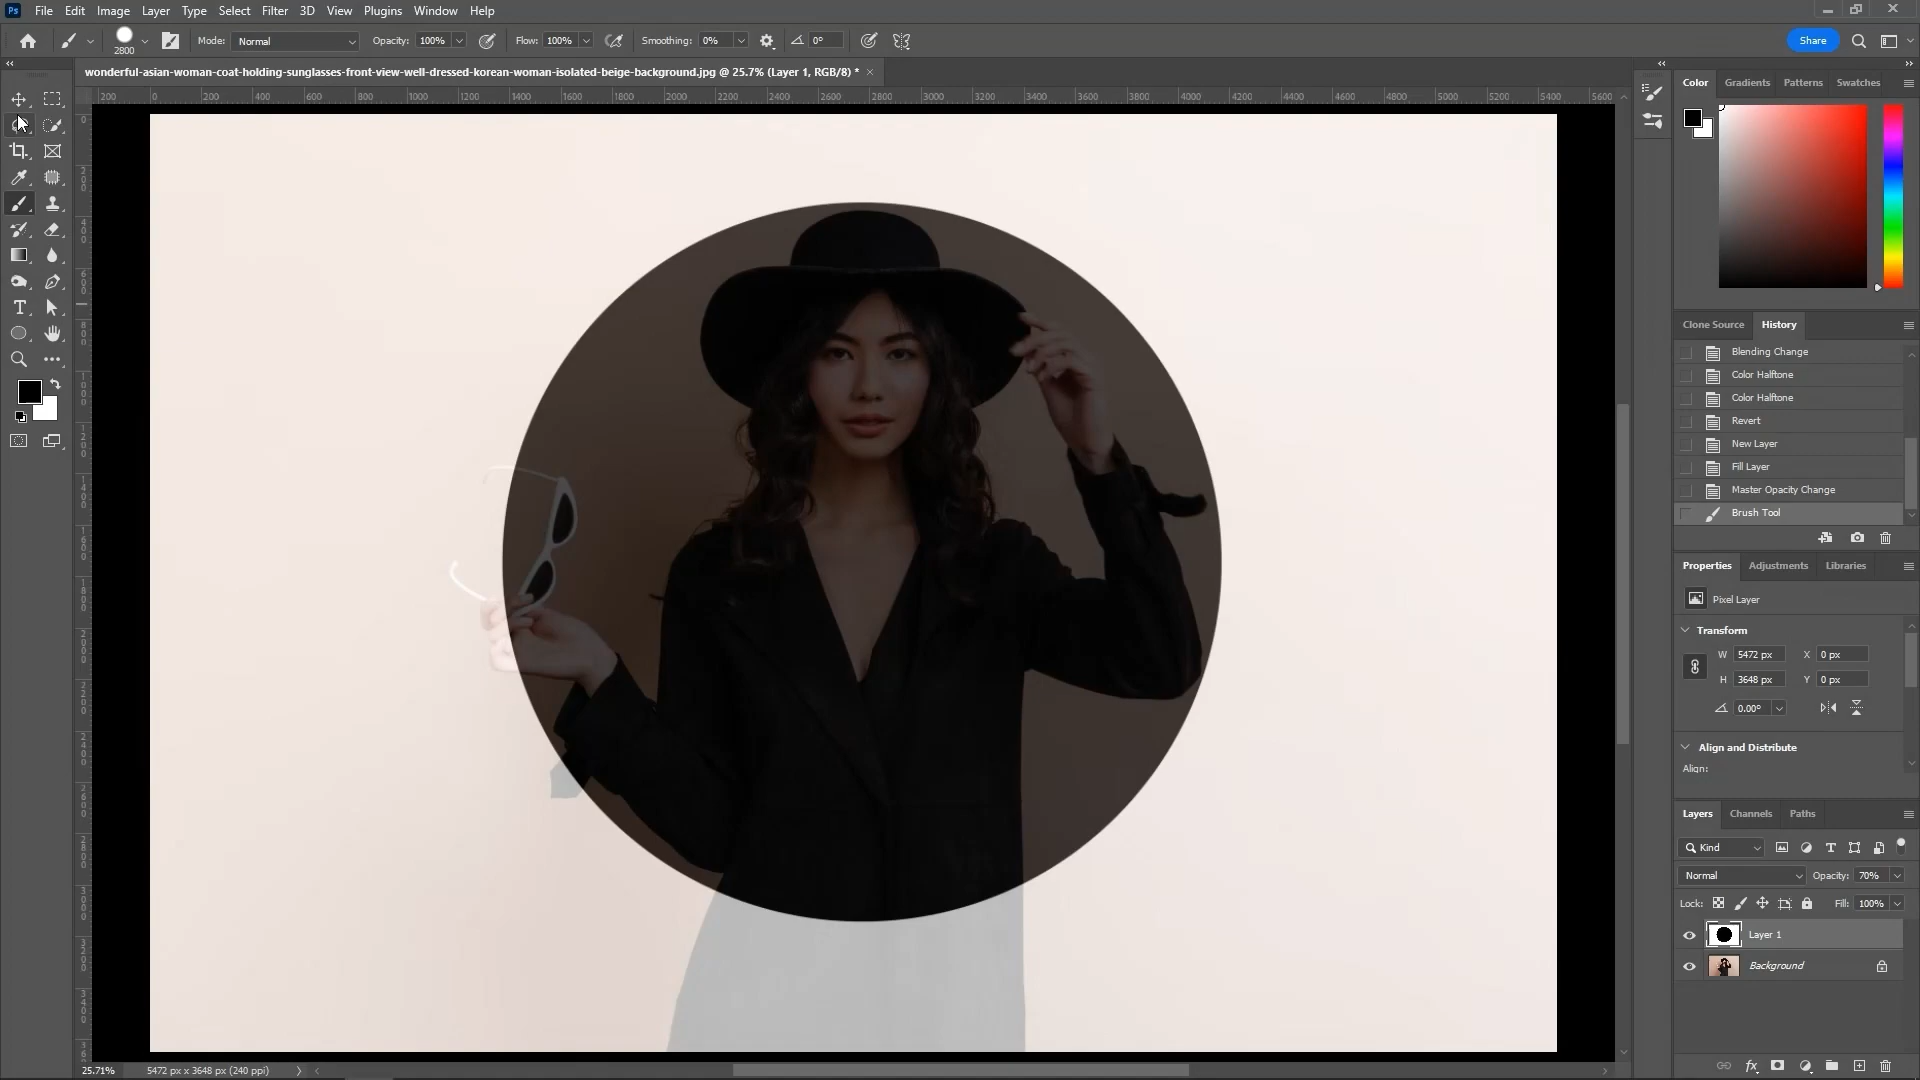 Ps File Edit Image Layer Type Select Filter 3D View Plugins Window Help
2800 Mode: Normal Opacity: 100% Flow: 100% Smoothing: 0% 0° Share
wonderful-asian-woman-coat-holding-sunglasses-front-view-well-dressed-korean-woman-isolated-beige-background.jpg @ 25.7% (Layer 1, RGB/8) *
200 0 200 400 600 800 1000 1200 1400 1600 1800 2000 2200 2400 2600 2800 3000 3200 3400 3600 3800 4000 4200 4400 4600 4800 5000 5200 5400 5600
Color Gradients Patterns Swatches
Clone Source History
Blending Change
Color Halftone
Color Halftone
Revert
New Layer
Fill Layer
Master Opacity Change
Brush Tool
Properties Adjustments Libraries
Pixel Layer
Transform
W 5472 px X 0 px
H 3648 px Y 0 px
0.00°
Align and Distribute
Align:
Layers Channels Paths
Kind
Normal Opacity: 70%
Lock: Fill: 100%
Layer 1
Background
fx
25.71% 5472 px x 3648 px (240 ppi)